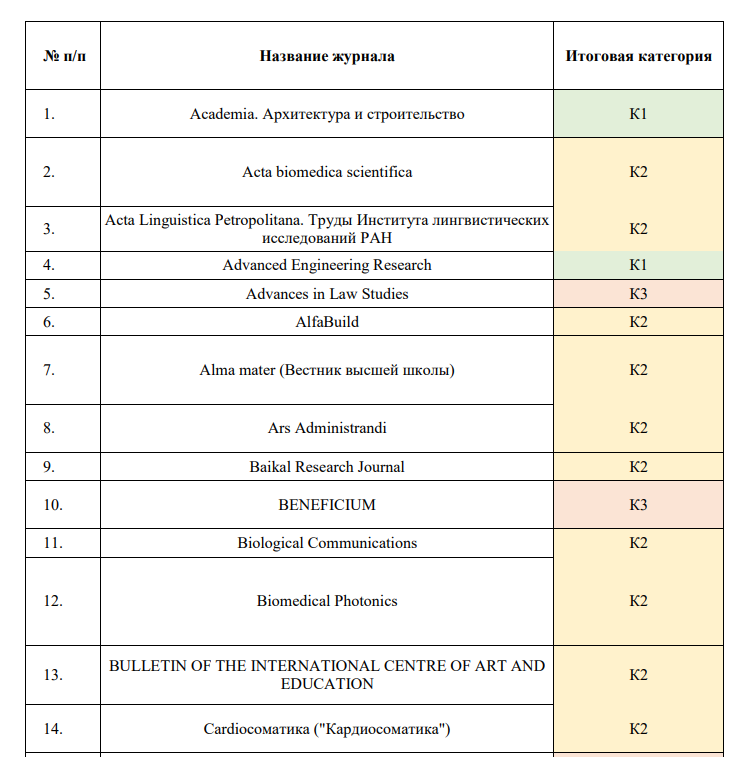 № п/п Название журнала Итоговая категория
1. Academia. Архитектура и строительство К1
2. Acta biomedica scientifica К2
3. Acta Linguistica Petropolitana. Труды Института лингвистических
исследований РАН К2
4. Advanced Engineering Research К1
5. Advances in Law Studies К3
6. AlfaBuild К2
7. Alma mater (Вестник высшей школы) К2
8. Ars Administrandi К2
9. Baikal Research Journal К2
10. BENEFICIUM К3
11. Biological Communications К2
12. Biomedical Photonics К2
13. BULLETIN OF THE INTERNATIONAL CENTRE OF ART AND
EDUCATION К2
14. Cardioсоматика ("Кардиосоматика") К2